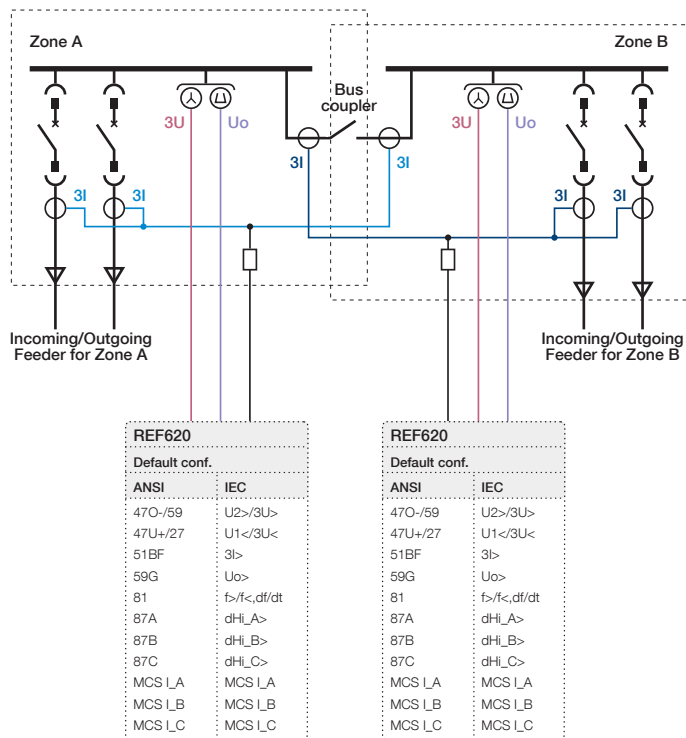 Zone A
Zone B
Bus
coupler
3U
Uo
3I
3I
3U
Uo
3I
3I
3I
3I
Incoming/Outgoing
Feeder for Zone A
Incoming/Outgoing
Feeder for Zone B
REF620
Default conf.
ANSI IEC
47O-/59 U2>/3U>
47U+/27 U1</3U<
51BF 3I>
59G Uo>
81 f>/f<,df/dt
87A dHi_A>
87B dHi_B>
87C dHi_C>
MCS I_A MCS I_A
MCS I_B MCS I_B
MCS I_C MCS I_C
REF620
Default conf.
ANSI IEC
47O-/59 U2>/3U>
47U+/27 U1</3U<
51BF 3I>
59G Uo>
81 f>/f<,df/dt
87A dHi_A>
87B dHi_B>
87C dHi_C>
MCS I_A MCS I_A
MCS I_B MCS I_B
MCS I_C MCS I_C